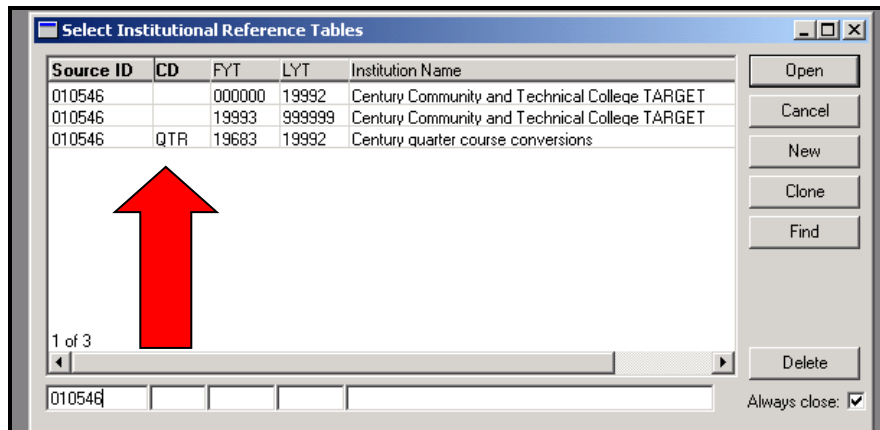 Select Institutional Reference Tables
Source ID CD FYT LYT Institution Name
010546 000000 19992 Century Community and Technical College TARGET
010546 19993 999999 Century Community and Technical College TARGET
010546 QTR 19683 19992 Century quarter course conversions
1 of 3
010546
Open
Cancel
New
Clone
Find
Delete
Always close: